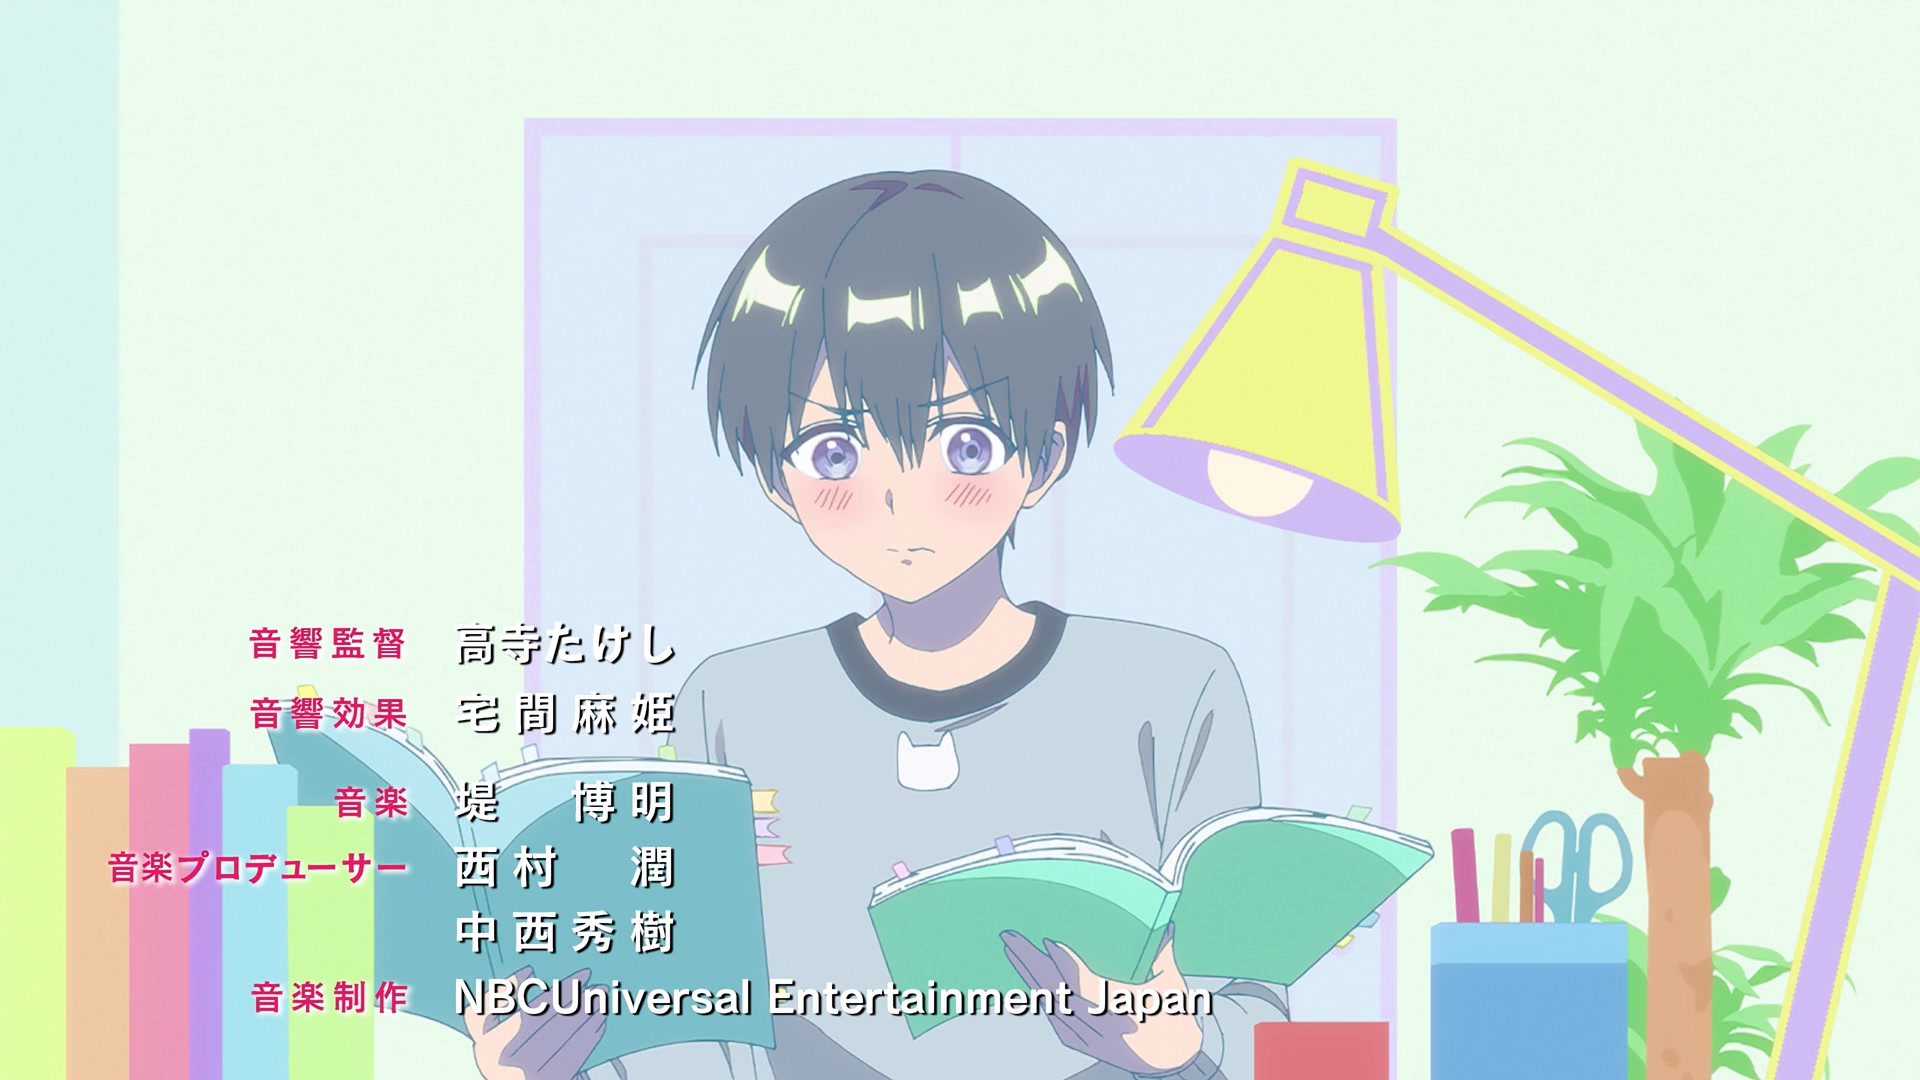 音響監督 高寺たけし
音響効果 宅間麻姫
音楽 堤 博明
音楽プロデューサー 西村 潤
中西秀樹
音楽制作 NBCUniversal Entertainment Japan